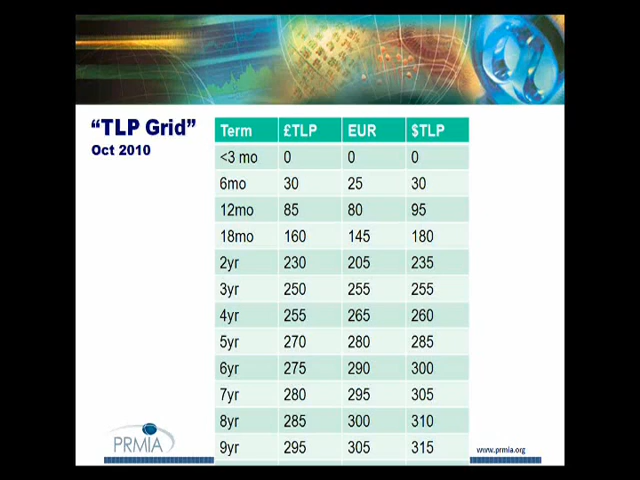 “TLP Grid”
Oct 2010
Term £TLP EUR $TLP
<3 mo 0 0 0
6mo 30 25 30
12mo 85 80 95
18mo 160 145 180
2yr 230 205 235
3yr 250 255 255
4yr 255 265 260
5yr 270 280 285
6yr 275 290 300
7yr 280 295 305
8yr 285 300 310
9yr 295 305 315
PRMIA
www.prmia.org